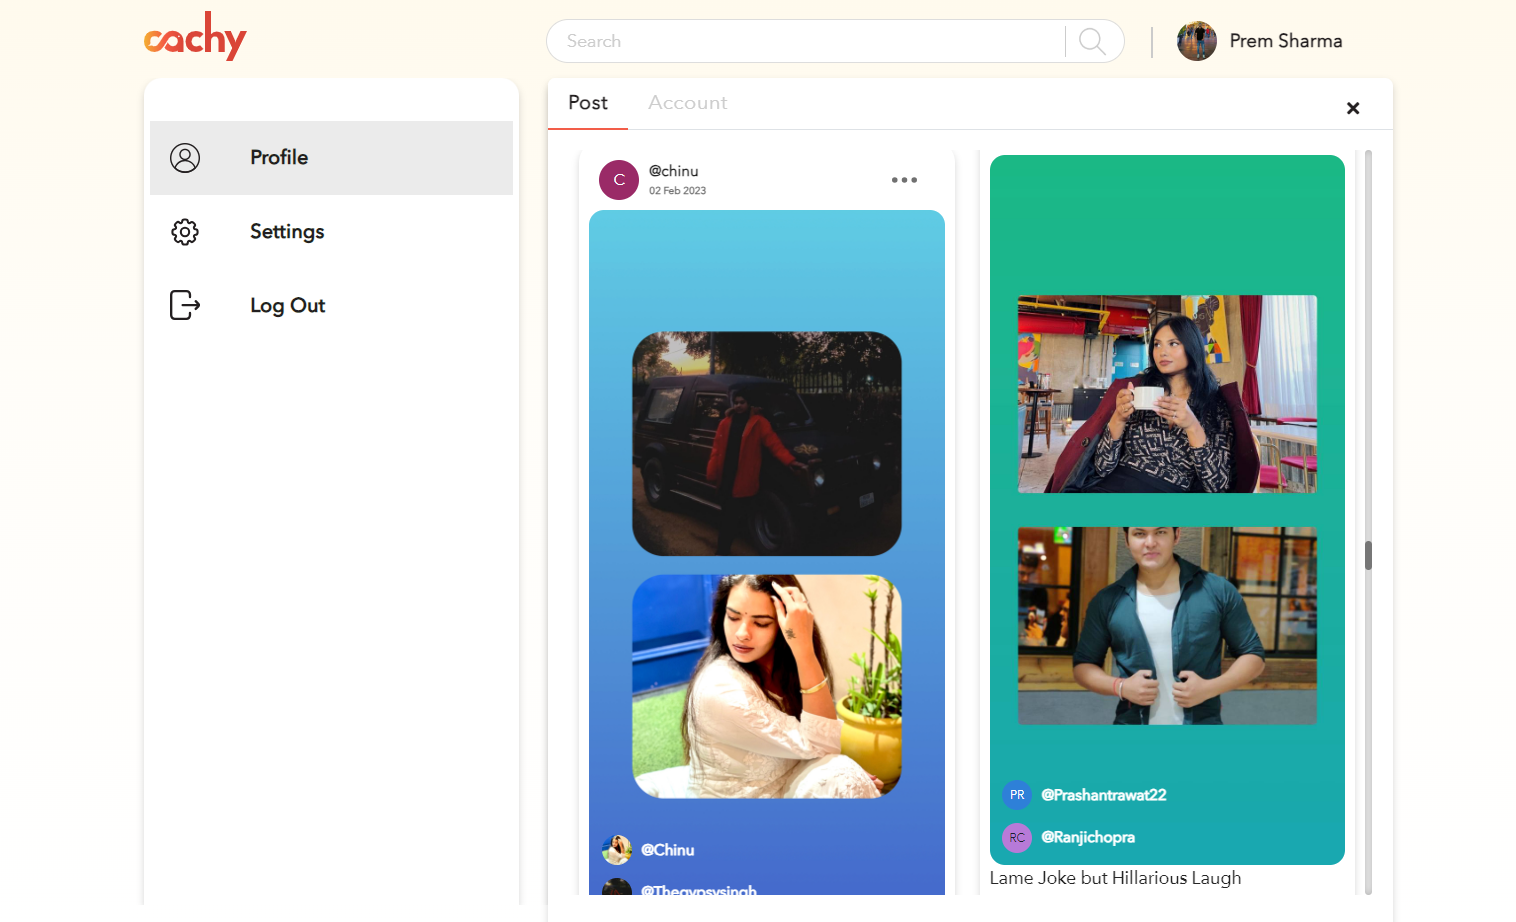 cachy
Search
Prem Sharma
Profile
Settings
Log Out
Post
Account
C
@chinu
02 Feb 2023
@Chinu
@Thegypsysingh
PR
@Prashantrawat22
RC
@Ranjichopra
Lame Joke but Hillarious Laugh